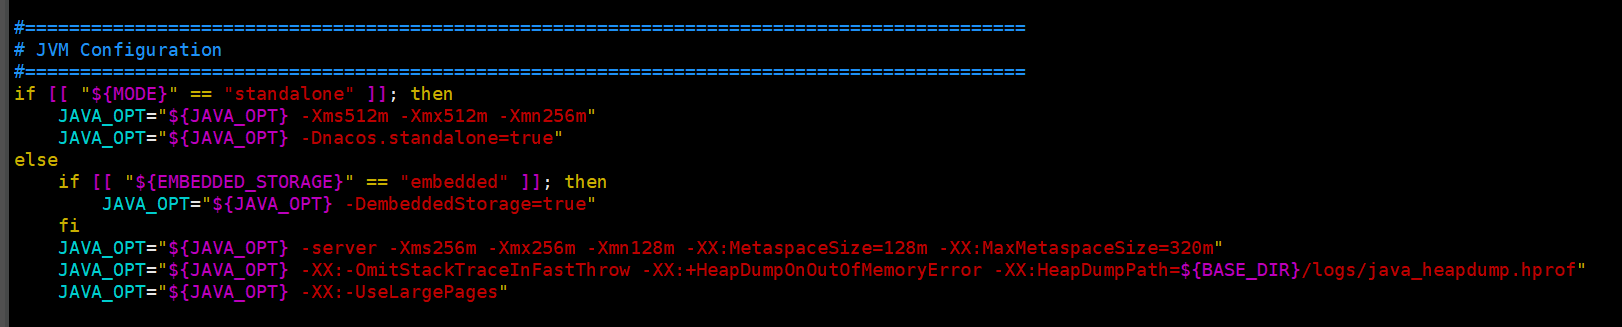 #===========================================================================================
# JVM Configuration
#===========================================================================================
if [[ "${MODE}" == "standalone" ]]; then
    JAVA_OPT="${JAVA_OPT} -Xms512m -Xmx512m -Xmn256m"
    JAVA_OPT="${JAVA_OPT} -Dnacos.standalone=true"
else
    if [[ "${EMBEDDED_STORAGE}" == "embedded" ]]; then
        JAVA_OPT="${JAVA_OPT} -DembeddedStorage=true"
    fi
    JAVA_OPT="${JAVA_OPT} -server -Xms256m -Xmx256m -Xmn128m -XX:MetaspaceSize=128m -XX:MaxMetaspaceSize=320m"
    JAVA_OPT="${JAVA_OPT} -XX:-OmitStackTraceInFastThrow -XX:+HeapDumpOnOutOfMemoryError -XX:HeapDumpPath=${BASE_DIR}/logs/java_heapdump.hprof"
    JAVA_OPT="${JAVA_OPT} -XX:-UseLargePages"